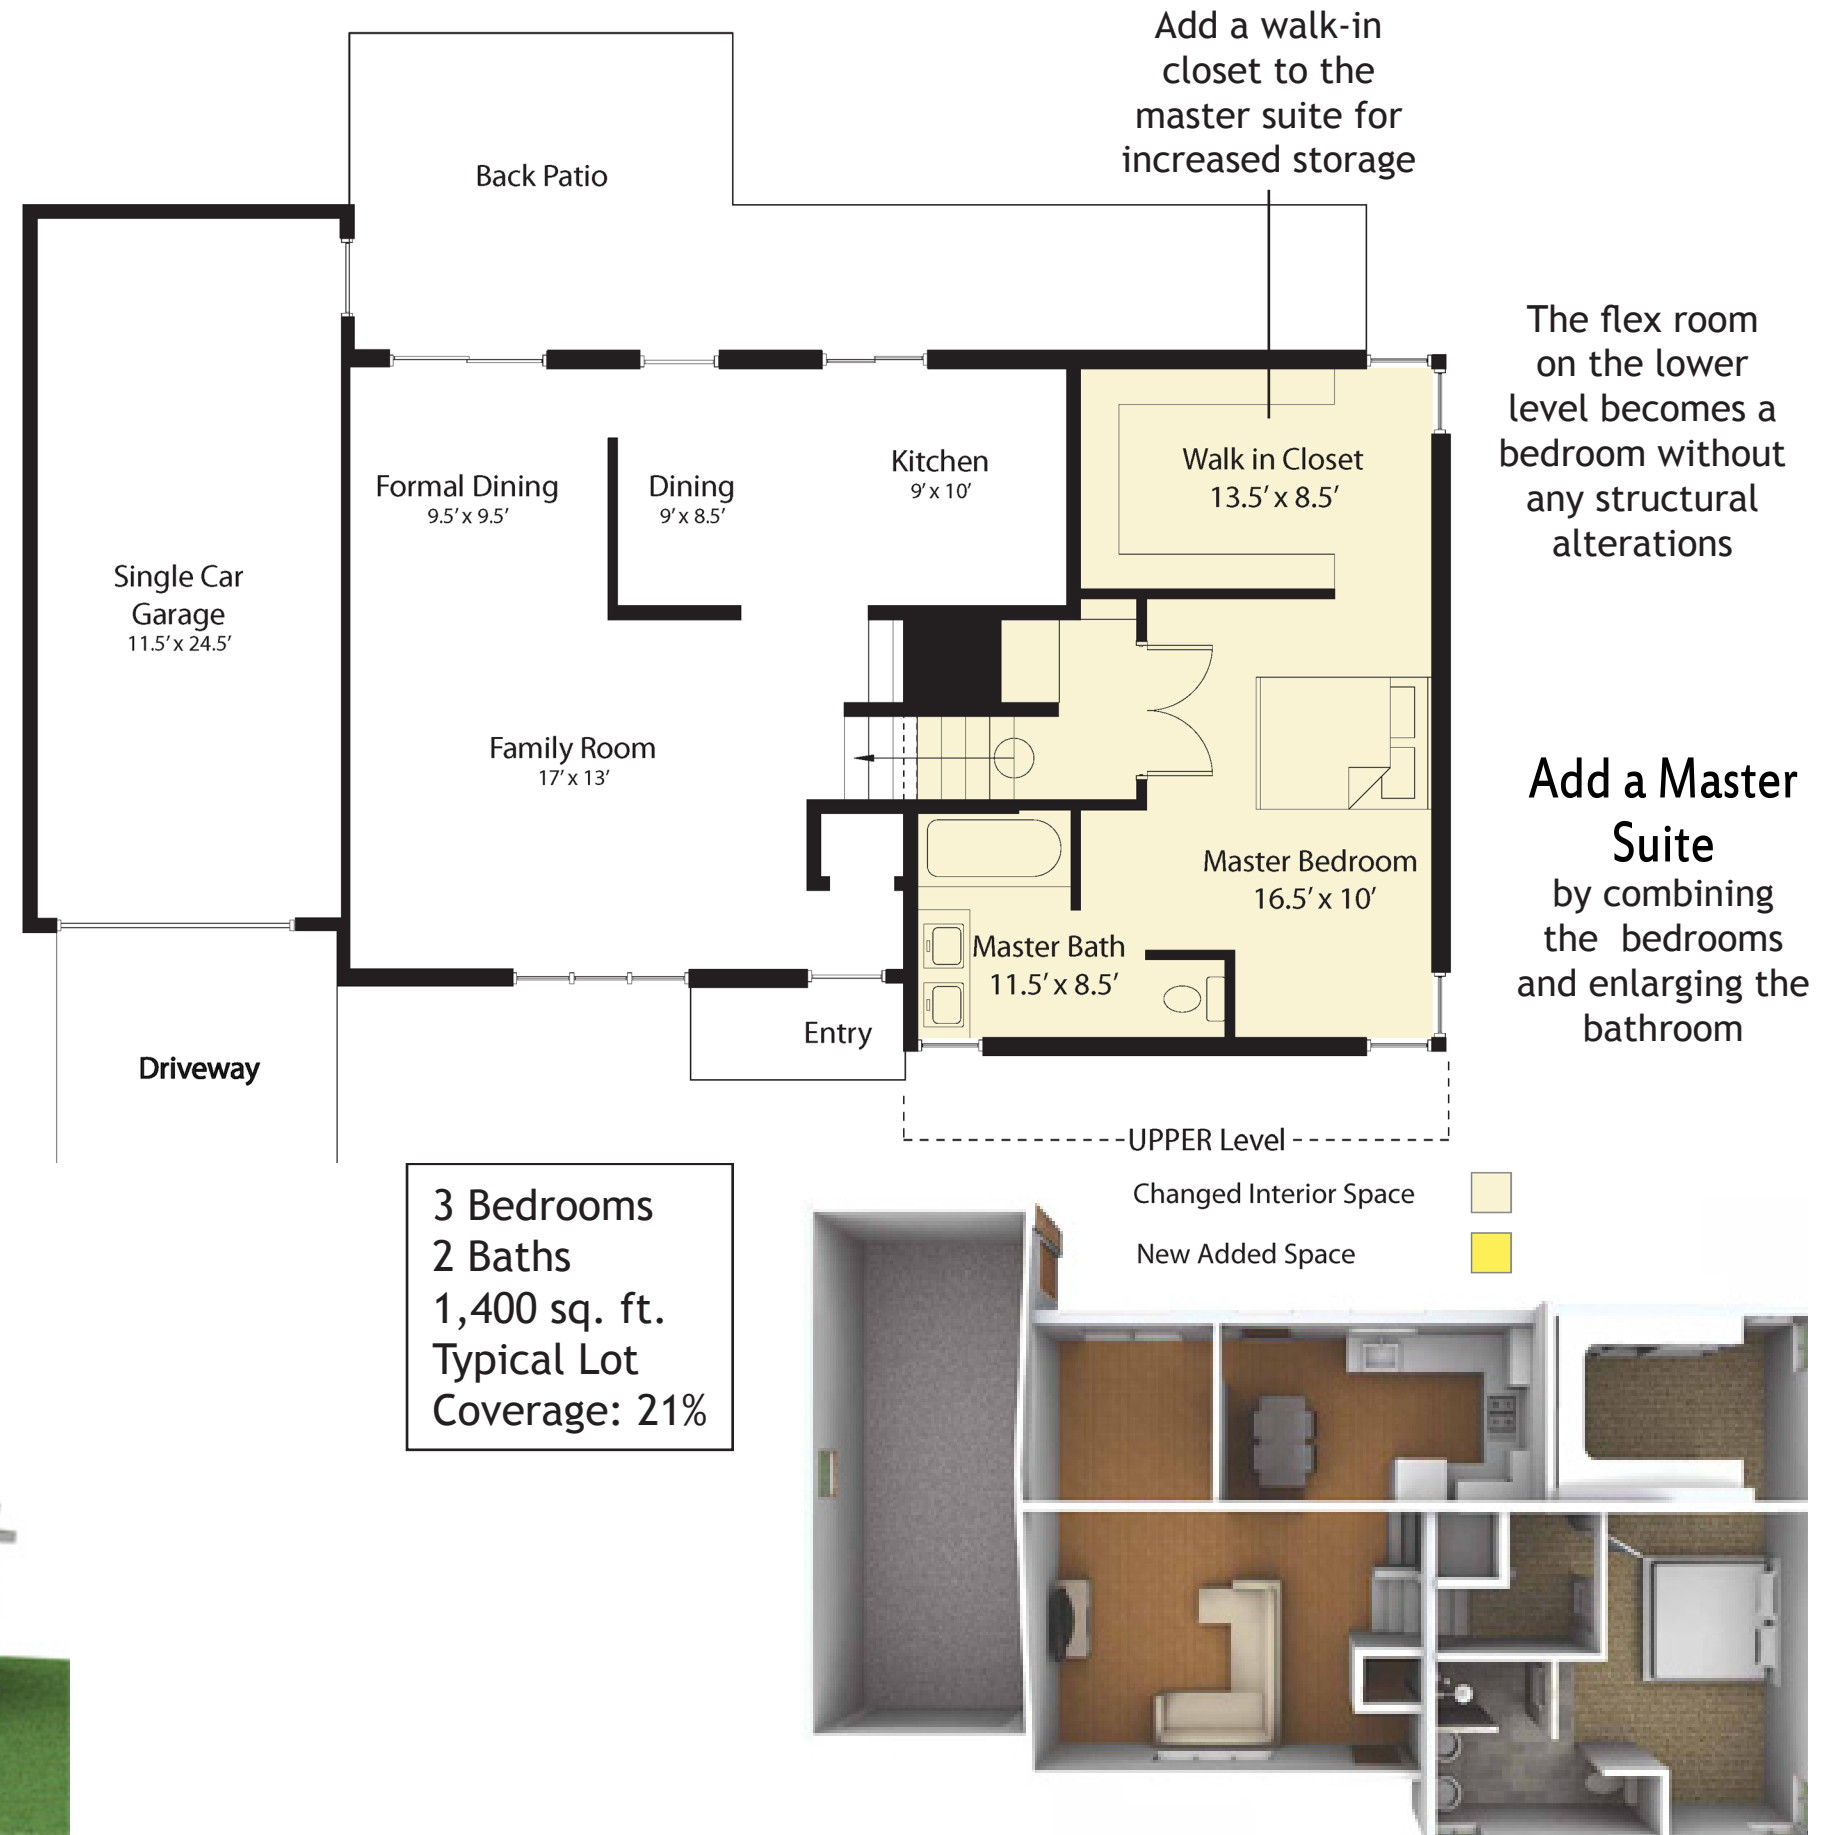 Add a walk-in
closet to the
master suite for
increased storage
Back Patio
The flex room
on the lower
level becomes a
bedroom without
any structural
alterations
Formal Dining
9.5’ x 9.5’
Dining
9’ x 8.5’
Kitchen
9’ x 10’
Walk in Closet
13.5’ x 8.5’
Single Car
Garage
11.5’ x 24.5’
Family Room
17’ x 13’
Add a Master
Suite
by combining
the bedrooms
and enlarging the
bathroom
Master Bedroom
16.5’ x 10’
Master Bath
11.5’ x 8.5’
Entry
Driveway
UPPER Level
Changed Interior Space
New Added Space
3 Bedrooms
2 Baths
1,400 sq. ft.
Typical Lot
Coverage: 21%